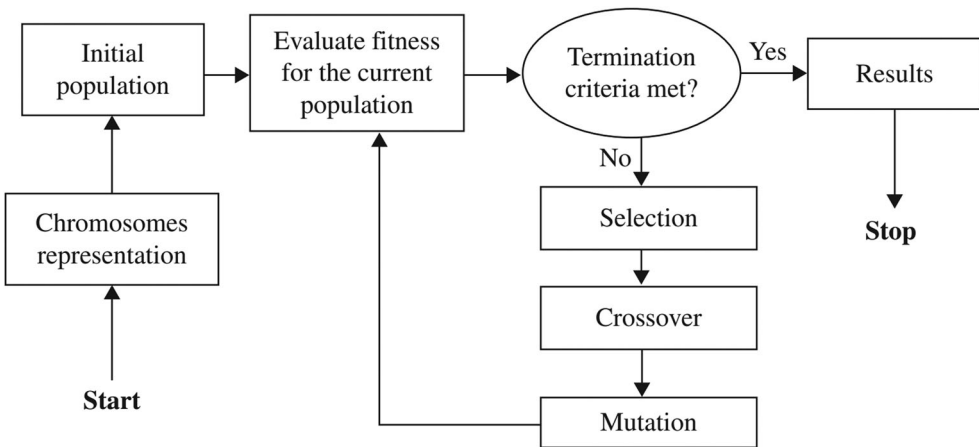 Initial
population
Evaluate fitness
for the current
population
Termination
criteria met?
Yes
Results
No
Chromosomes
representation
Selection
Stop
Crossover
Start
Mutation